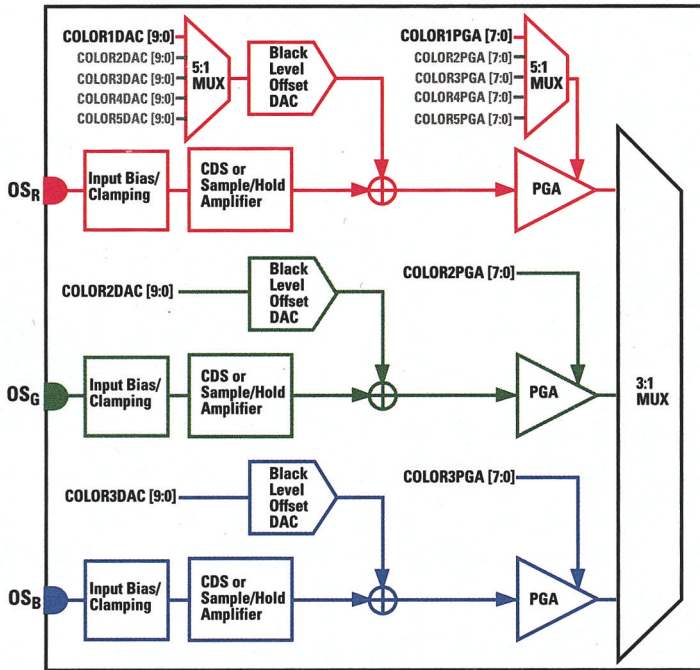 COLOR1DAC [9:0]
COLOR2DAC [9:0]
COLOR3DAC [9:0]
COLOR4DAC [9:0]
COLOR5DAC [9:0]
5:1
MUX
Black
Level
Offset
DAC
COLOR1PGA [7:0]
COLOR2PGA [7:0]
COLOR3PGA [7:0]
COLOR4PGA [7:0]
COLOR5PGA [7:0]
5:1
MUX
OSR
Input Bias/
Clamping
CDS or
Sample/Hold
Amplifier
PGA
COLOR2DAC [9:0]
Black
Level
Offset
DAC
COLOR2PGA [7:0]
OSG
Input Bias/
Clamping
CDS or
Sample/Hold
Amplifier
PGA
3:1
MUX
COLOR3DAC [9:0]
Black
Level
Offset
DAC
COLOR3PGA [7:0]
OSB
Input Bias/
Clamping
CDS or
Sample/Hold
Amplifier
PGA